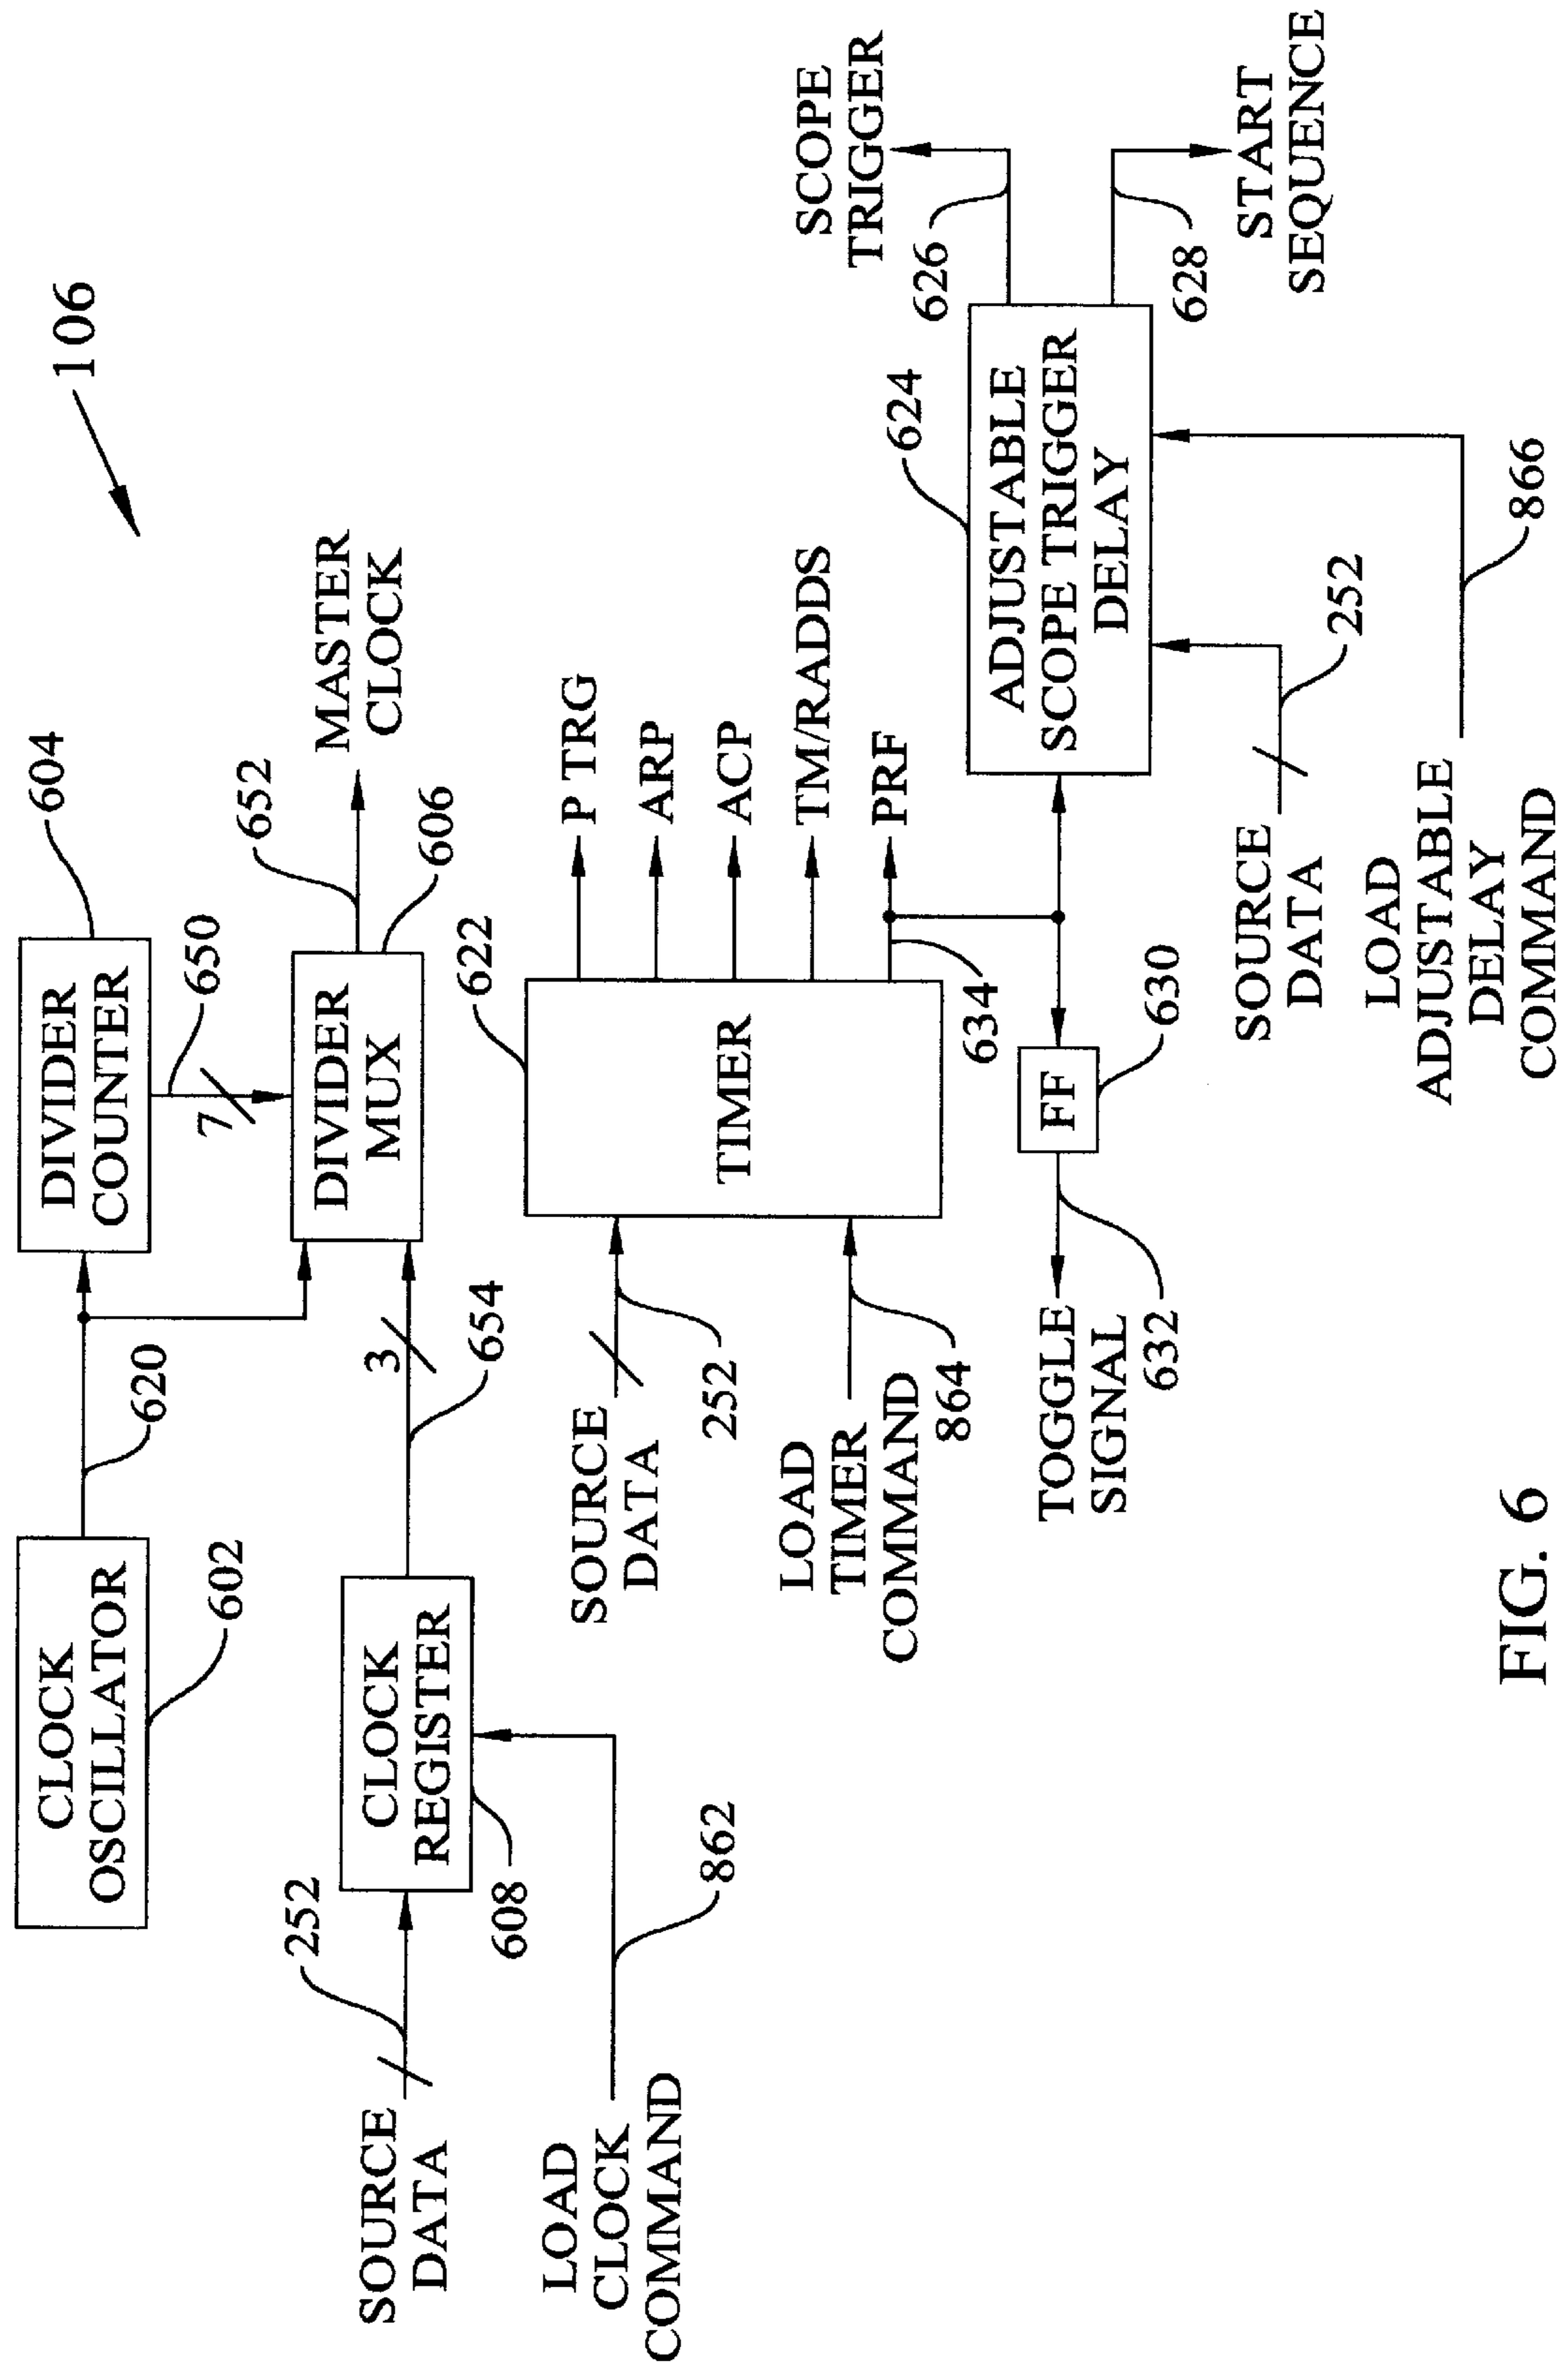 106
CLOCK
OSCILLATOR
602
620
DIVIDER
COUNTER
604
650
7
DIVIDER
MUX
606
652
MASTER
CLOCK
SOURCE
DATA
252
CLOCK
REGISTER
608
3
654
LOAD
CLOCK
COMMAND
862
SOURCE
DATA
252
LOAD
TIMER
COMMAND
864
TIMER
622
P TRG
ARP
ACP
TM/RADDS
PRF
634
TOGGLE
SIGNAL
632
FF
630
ADJUSTABLE
SCOPE TRIGGER
DELAY
624
SCOPE
TRIGGER
626
628
START
SEQUENCE
SOURCE
DATA
252
LOAD
ADJUSTABLE
DELAY
COMMAND
866
FIG. 6